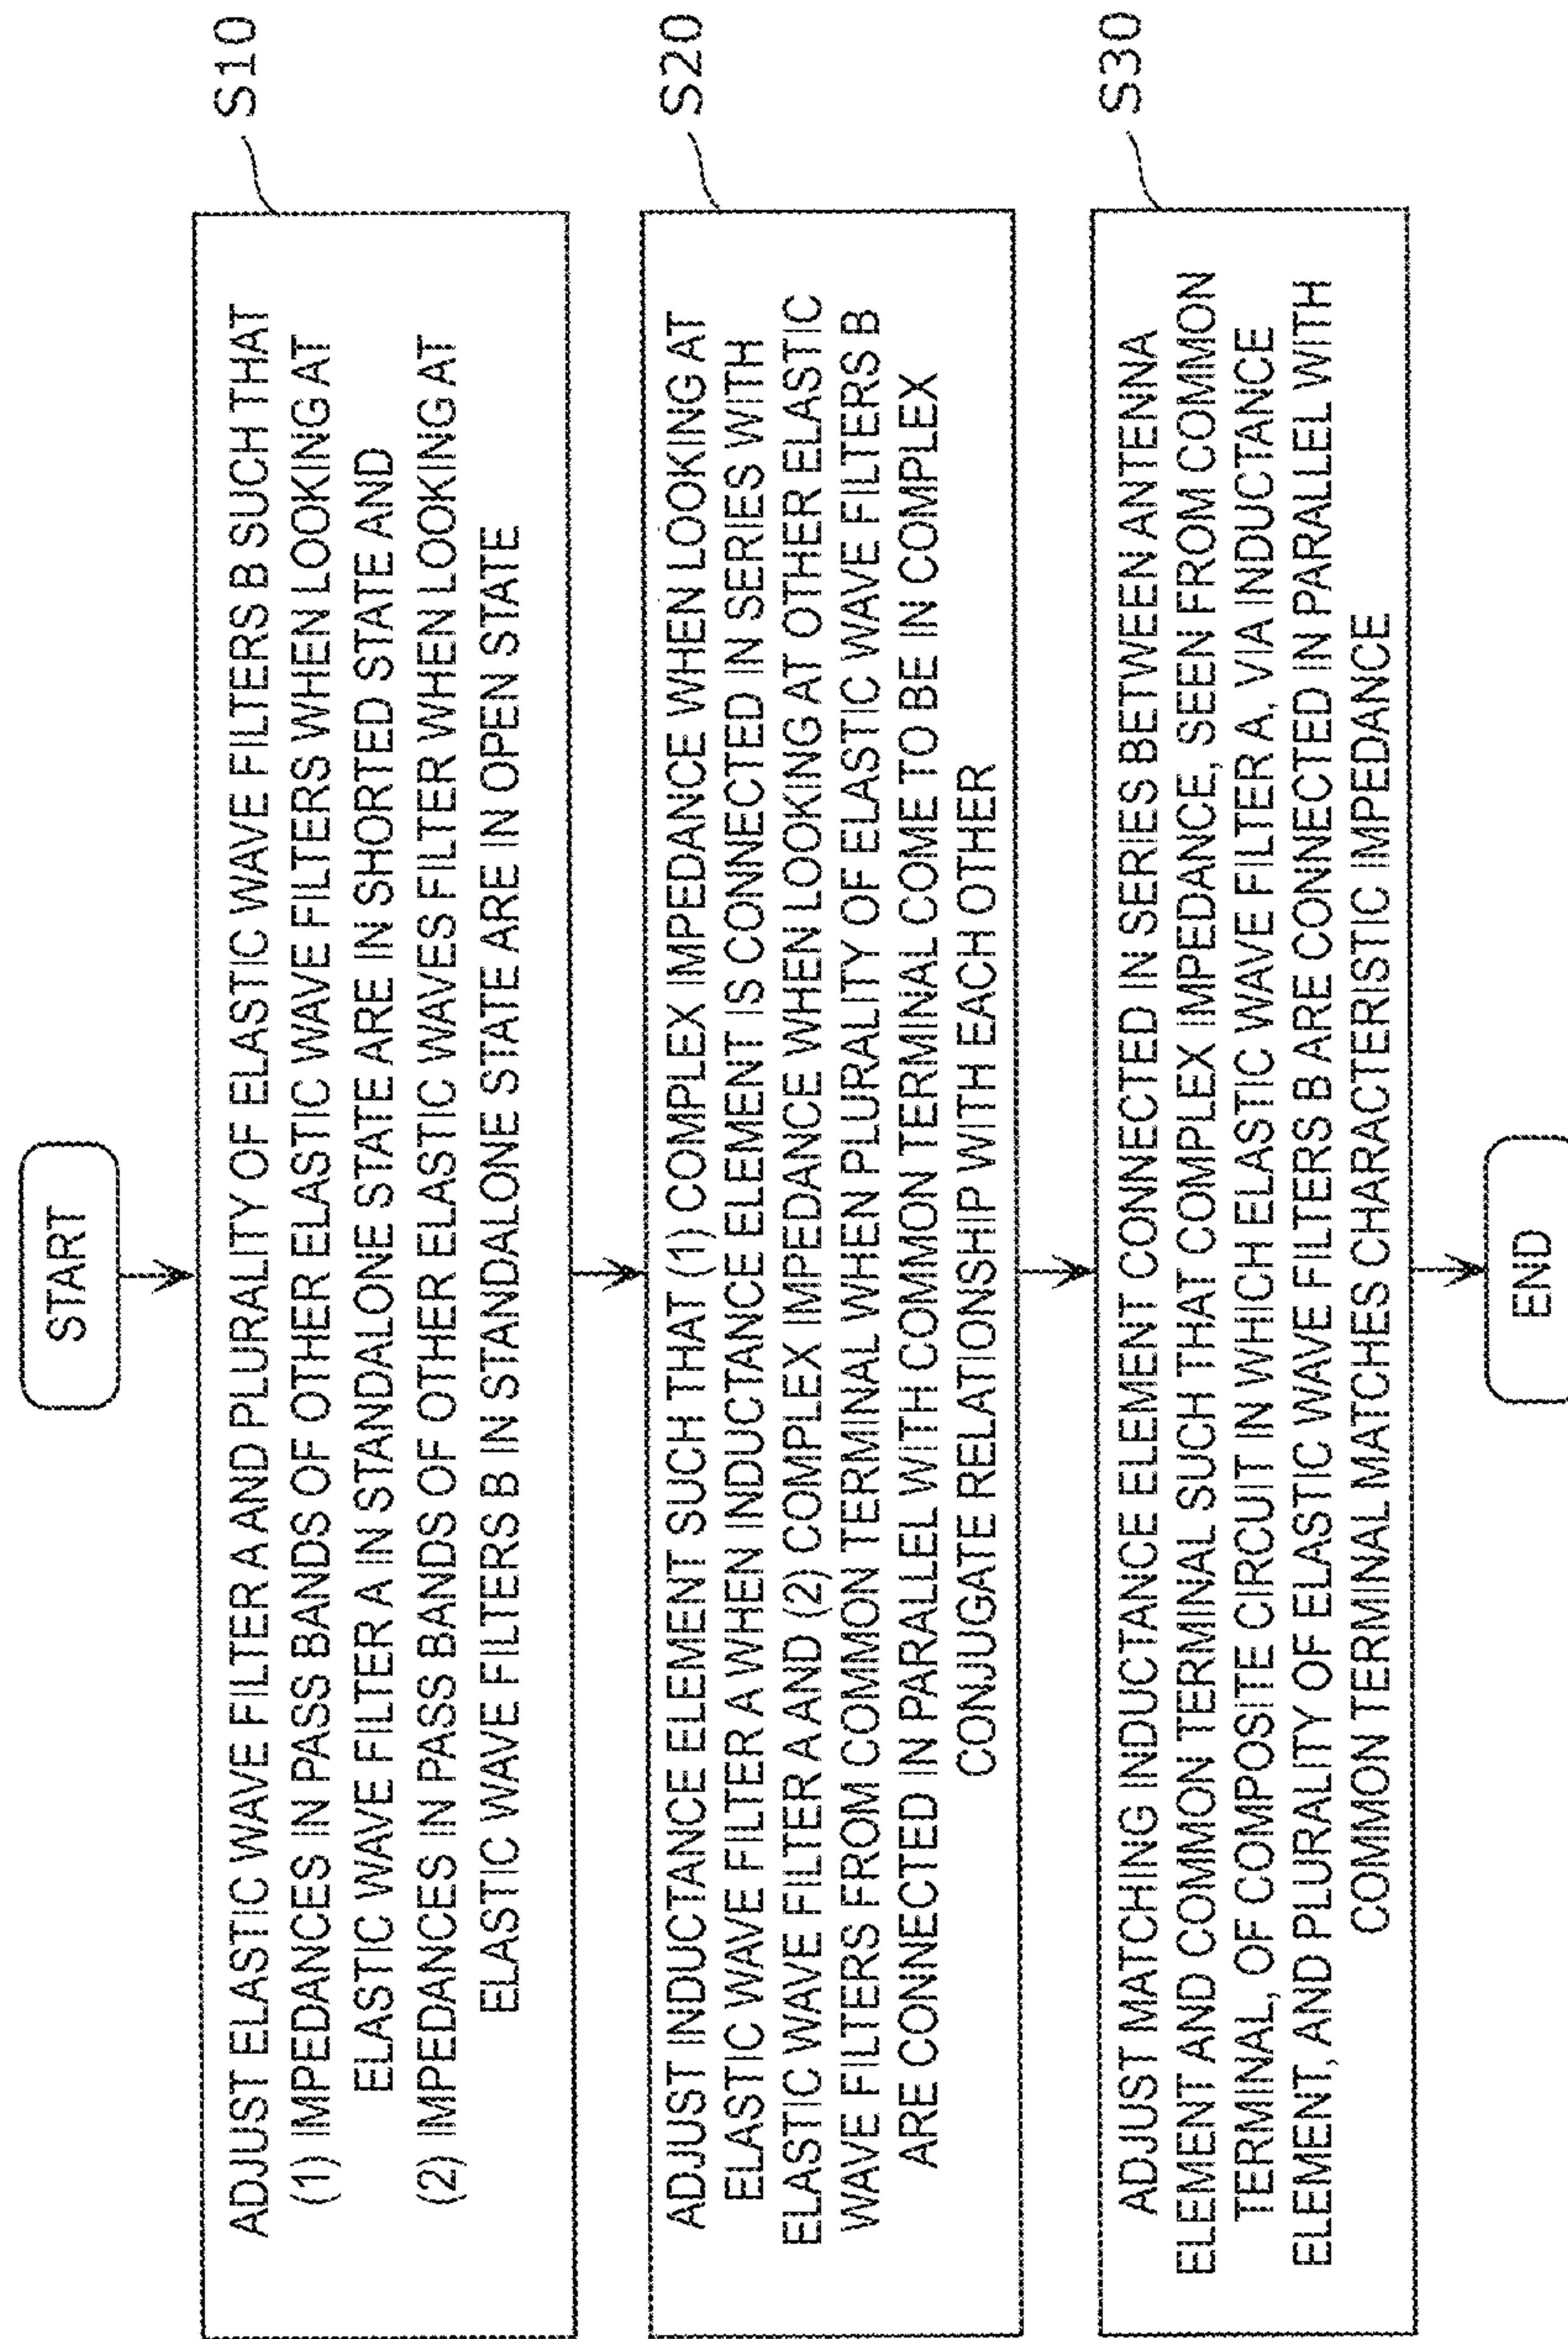 START
S10
ADJUST ELASTIC WAVE FILTER A AND PLURALITY OF ELASTIC WAVE FILTERS B SUCH THAT
(1) IMPEDANCES IN PASS BANDS OF OTHER ELASTIC WAVE FILTERS WHEN LOOKING AT
ELASTIC WAVE FILTER A IN STANDALONE STATE ARE IN SHORTED STATE AND
(2) IMPEDANCES IN PASS BANDS OF OTHER ELASTIC WAVES FILTER WHEN LOOKING AT
ELASTIC WAVE FILTERS B IN STANDALONE STATE ARE IN OPEN STATE
S20
ADJUST INDUCTANCE ELEMENT SUCH THAT (1) COMPLEX IMPEDANCE WHEN LOOKING AT
ELASTIC WAVE FILTER A WHEN INDUCTANCE ELEMENT IS CONNECTED IN SERIES WITH
ELASTIC WAVE FILTER A AND (2) COMPLEX IMPEDANCE WHEN LOOKING AT OTHER ELASTIC
WAVE FILTERS FROM COMMON TERMINAL WHEN PLURALITY OF ELASTIC WAVE FILTERS B
ARE CONNECTED IN PARALLEL WITH COMMON TERMINAL COME TO BE IN COMPLEX
CONJUGATE RELATIONSHIP WITH EACH OTHER
S30
ADJUST MATCHING INDUCTANCE ELEMENT CONNECTED IN SERIES BETWEEN ANTENNA
ELEMENT AND COMMON TERMINAL SUCH THAT COMPLEX IMPEDANCE, SEEN FROM COMMON
TERMINAL, OF COMPOSITE CIRCUIT IN WHICH ELASTIC WAVE FILTER A, VIA INDUCTANCE
ELEMENT, AND PLURALITY OF ELASTIC WAVE FILTERS B ARE CONNECTED IN PARALLEL WITH
COMMON TERMINAL MATCHES CHARACTERISTIC IMPEDANCE
END